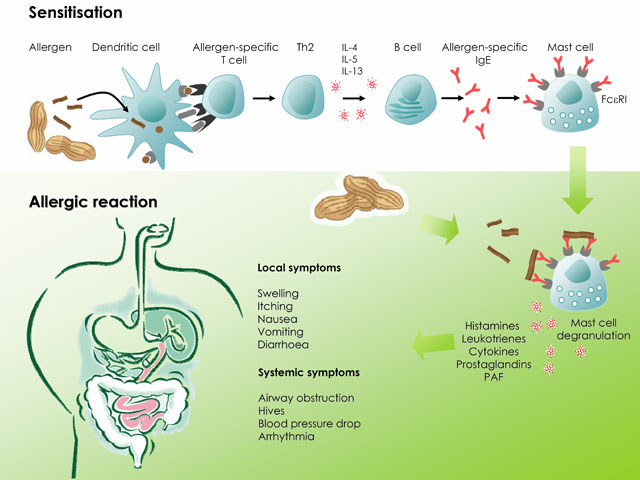 Sensitisation
Allergen
Dendritic cell
Allergen-specific
T cell
Th2
IL-4
IL-5
IL-13
B cell
Allergen-specific
IgE
Mast cell
FcεRI
Allergic reaction
Local symptoms
Swelling
Itching
Nausea
Vomiting
Diarrhoea
Systemic symptoms
Airway obstruction
Hives
Blood pressure drop
Arrhythmia
Histamines
Leukotrienes
Cytokines
Prostaglandins
PAF
Mast cell
degranulation